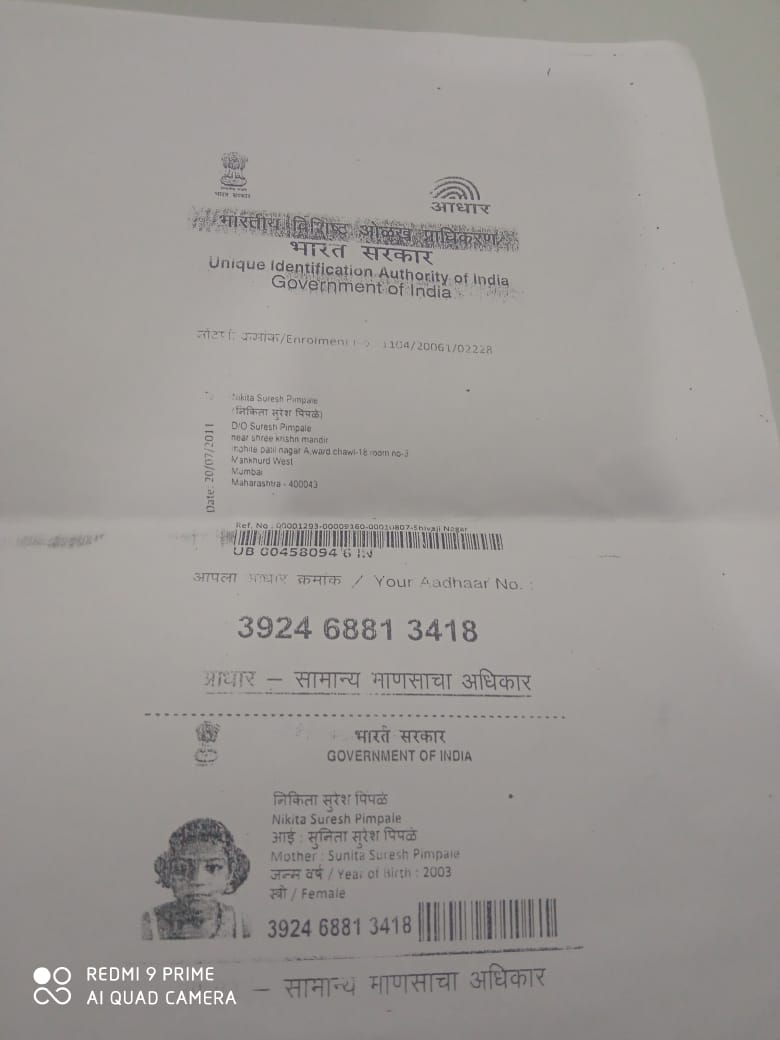 भारत सरकार
आधार
भारतीय विशिष्ट ओळख प्राधिकरण
भारत सरकार
Unique Identification Authority of India
Government of India
क्रमांक/Enrolment 1104/20061/02228
To
Nikita Suresh Pimpale
(निकिता सुरेश पिंपळे)
D/O Suresh Pimpale
near shree krishn mandir
mohite patil nagar A,ward,chawl-18 room no-3
Mankhurd West
Mumbai
Maharashtra - 400043
Date: 20/07/2011
Ref. No : 00001293-00009360-00010807-Shivaji Nagar
UB 00458094 6 IN
आपला आधार क्रमांक / Your Aadhaar No. :
3924 6881 3418
आधार – सामान्य माणसाचा अधिकार
भारत सरकार
GOVERNMENT OF INDIA
निकिता सुरेश पिंपळे
Nikita Suresh Pimpale
आई : सुनिता सुरेश पिंपळे
Mother : Sunita Suresh Pimpale
जन्म वर्ष / Year of Birth : 2003
स्त्री / Female
3924 6881 3418
– सामान्य माणसाचा अधिकार
REDMI 9 PRIME
AI QUAD CAMERA